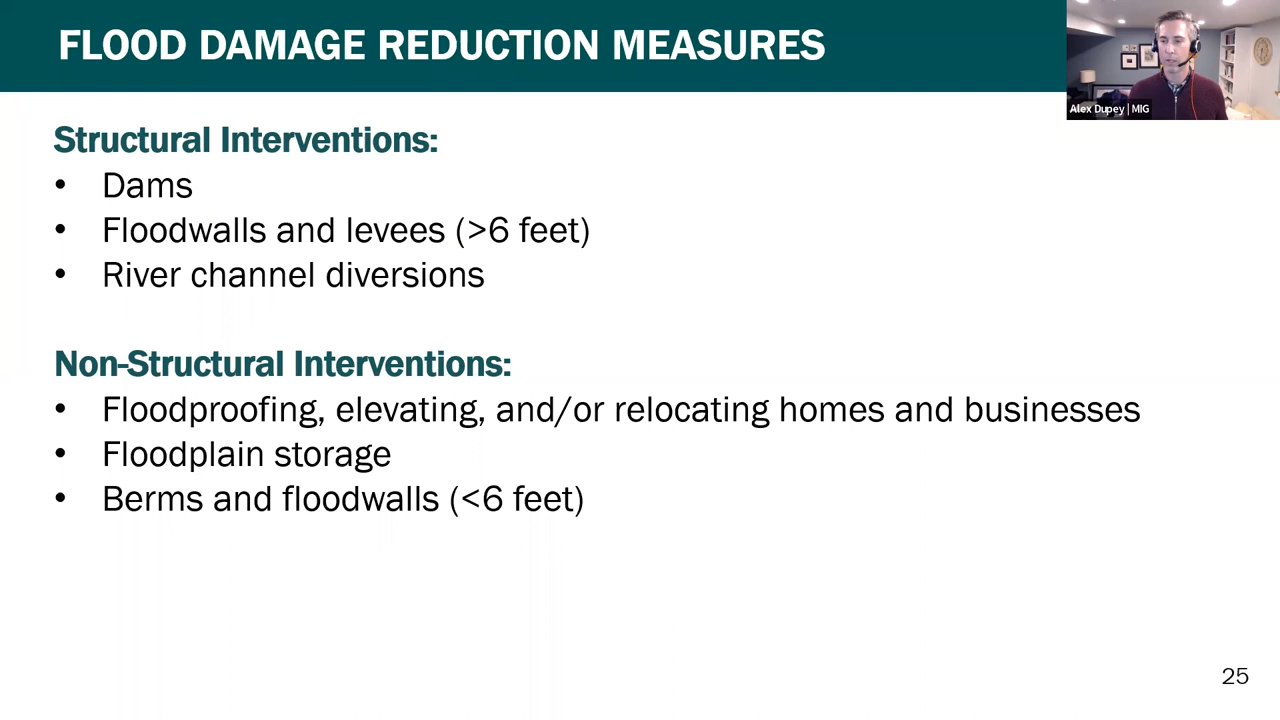 FLOOD DAMAGE REDUCTION MEASURES
Alex Dupey | MIG
Structural Interventions:
• Dams
• Floodwalls and levees (>6 feet)
• River channel diversions
Non-Structural Interventions:
• Floodproofing, elevating, and/or relocating homes and businesses
• Floodplain storage
• Berms and floodwalls (<6 feet)
25